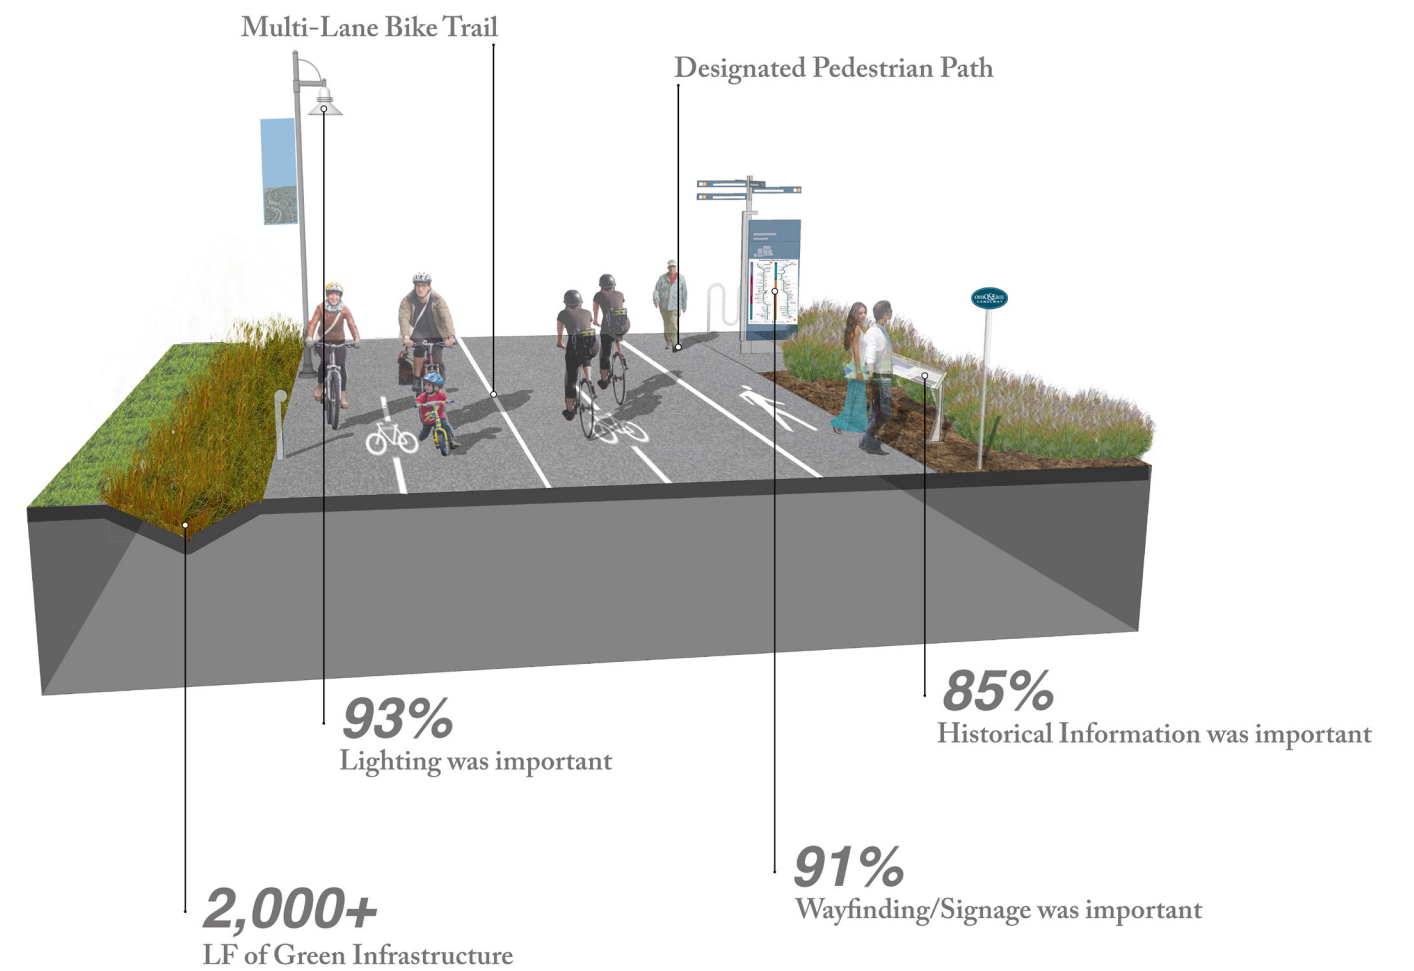 Multi-Lane Bike Trail
Designated Pedestrian Path
93%
Lighting was important
85%
Historical Information was important
91%
Wayfinding/Signage was important
2,000+
LF of Green Infrastructure